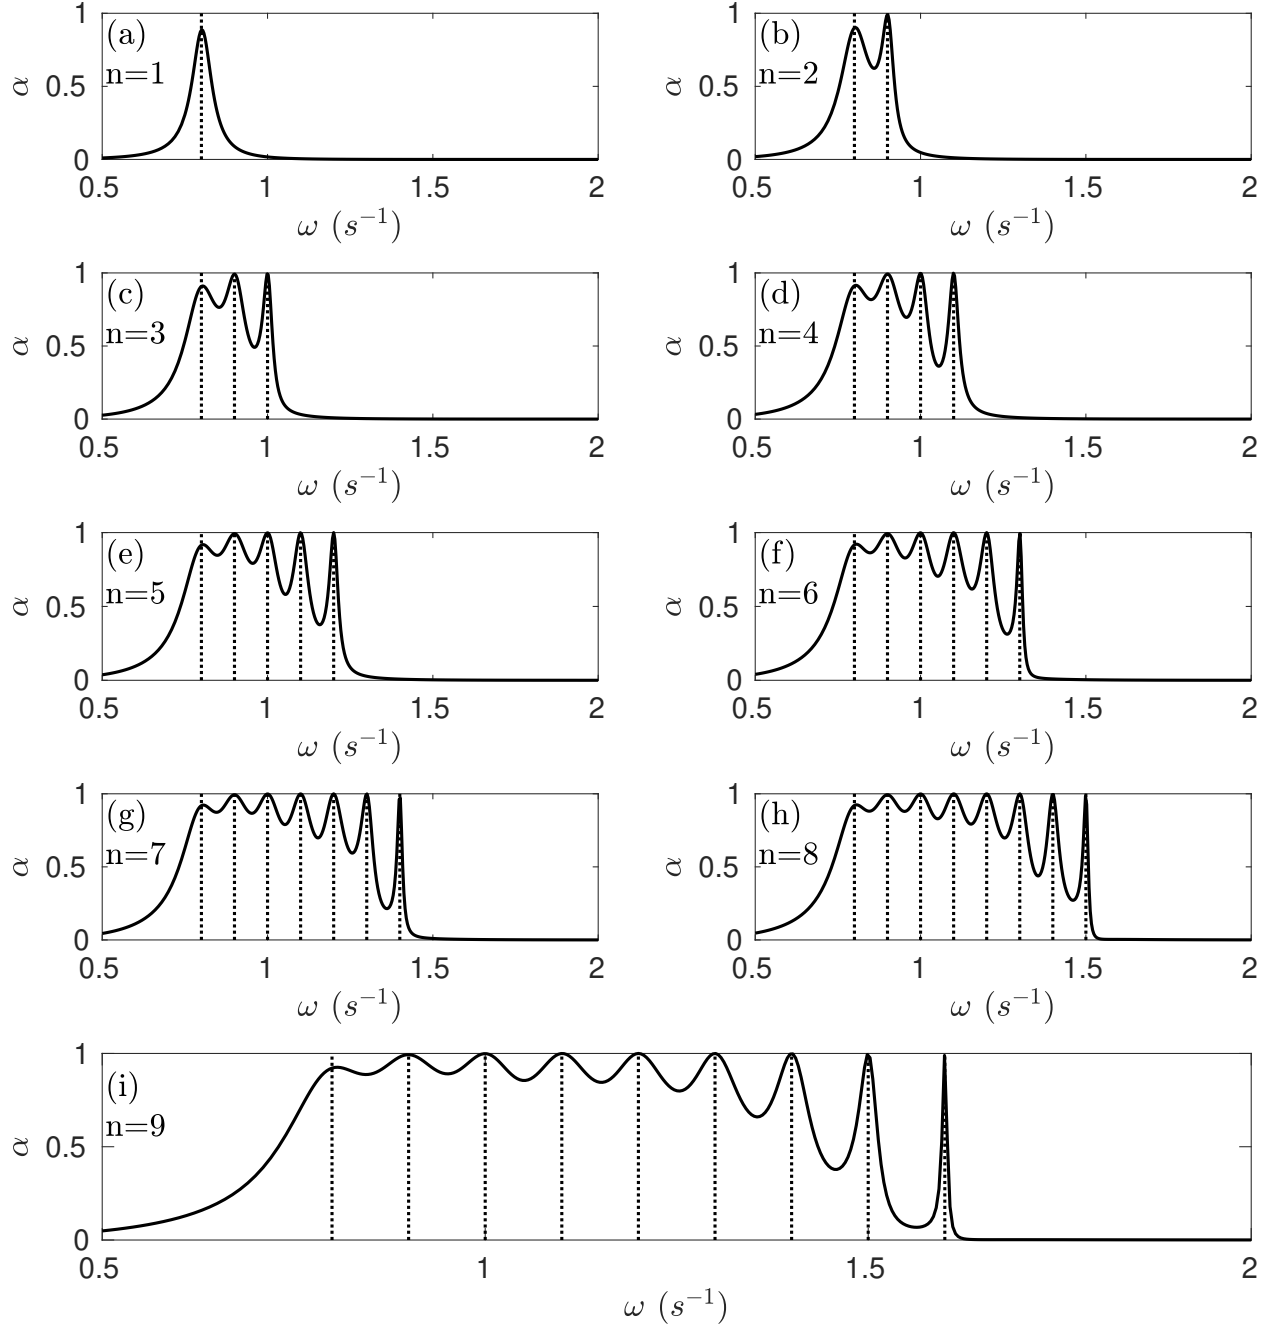 1 (a) 1 (b)
α 0.5 n=1 α 0.5 n=2
0 0
0.5 1 1.5 2 0.5 1 1.5 2
ω (s⁻¹) ω (s⁻¹)
1 (c) 1 (d)
α 0.5 n=3 α 0.5 n=4
0 0
0.5 1 1.5 2 0.5 1 1.5 2
ω (s⁻¹) ω (s⁻¹)
1 (e) 1 (f)
α 0.5 n=5 α 0.5 n=6
0 0
0.5 1 1.5 2 0.5 1 1.5 2
ω (s⁻¹) ω (s⁻¹)
1 (g) 1 (h)
α 0.5 n=7 α 0.5 n=8
0 0
0.5 1 1.5 2 0.5 1 1.5 2
ω (s⁻¹) ω (s⁻¹)
1 (i)
α 0.5 n=9
0
0.5 1 1.5 2
ω (s⁻¹)